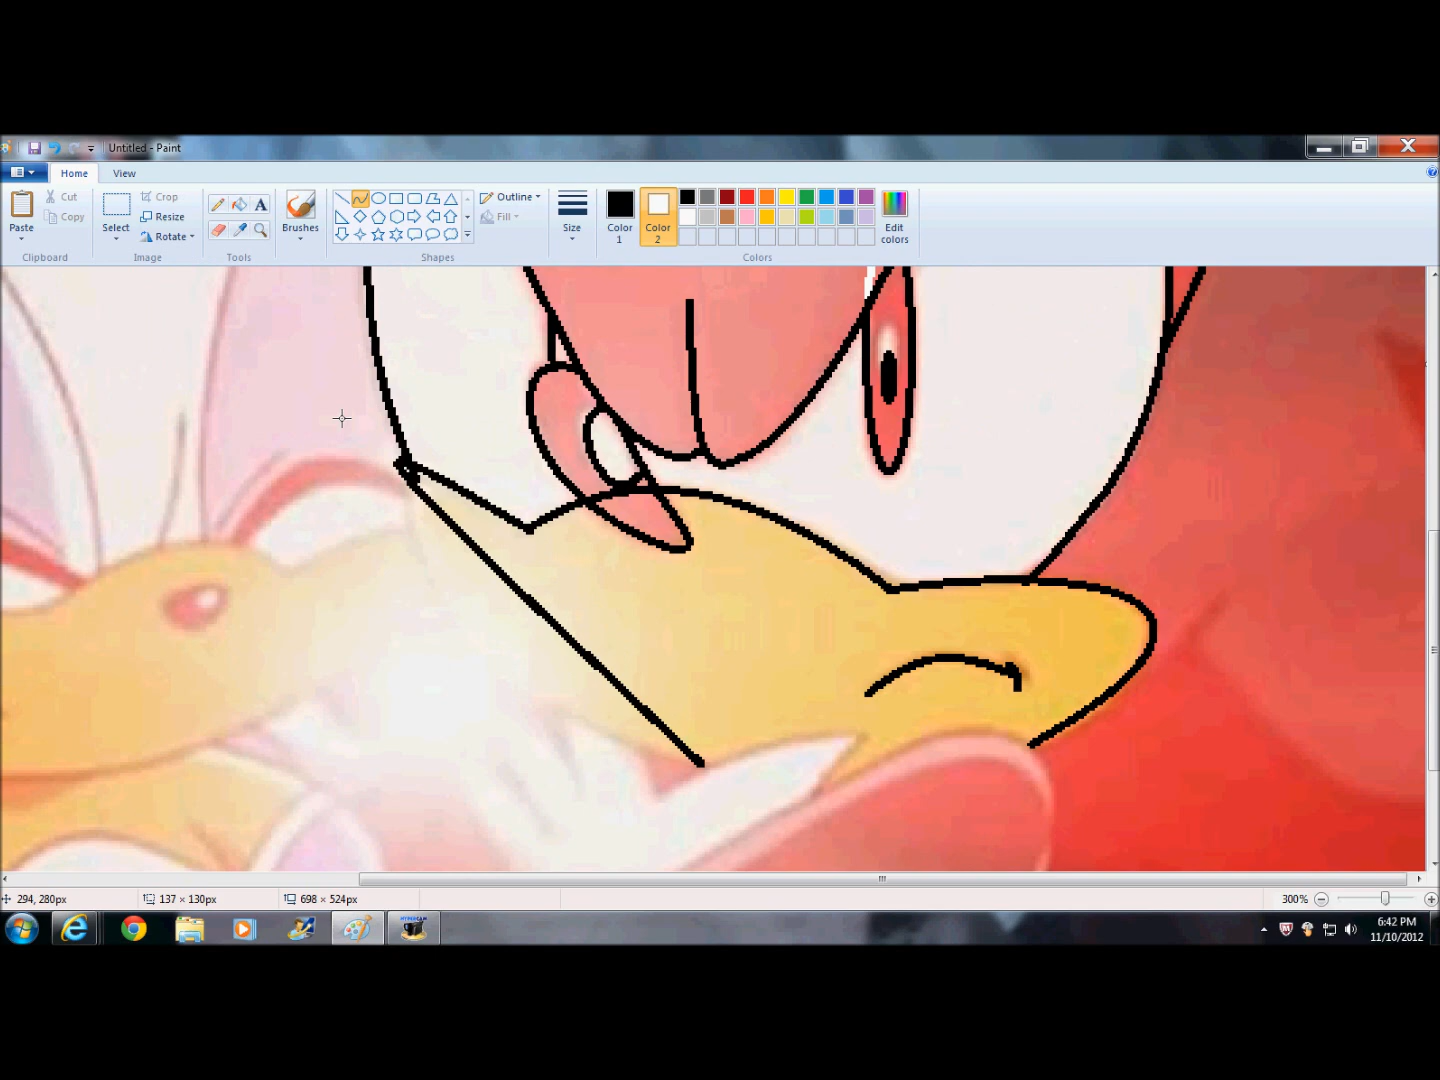 Untitled - Paint
Home
View
Paste
Cut
Copy
Clipboard
Select
Crop
Resize
Rotate
Image
A
Tools
Brushes
Outline
Fill
Shapes
Size
Color
1
Color
2
Edit
colors
Colors
294, 280px
137 × 130px
698 × 524px
300%
HYPERCAM
6:42 PM
11/10/2012